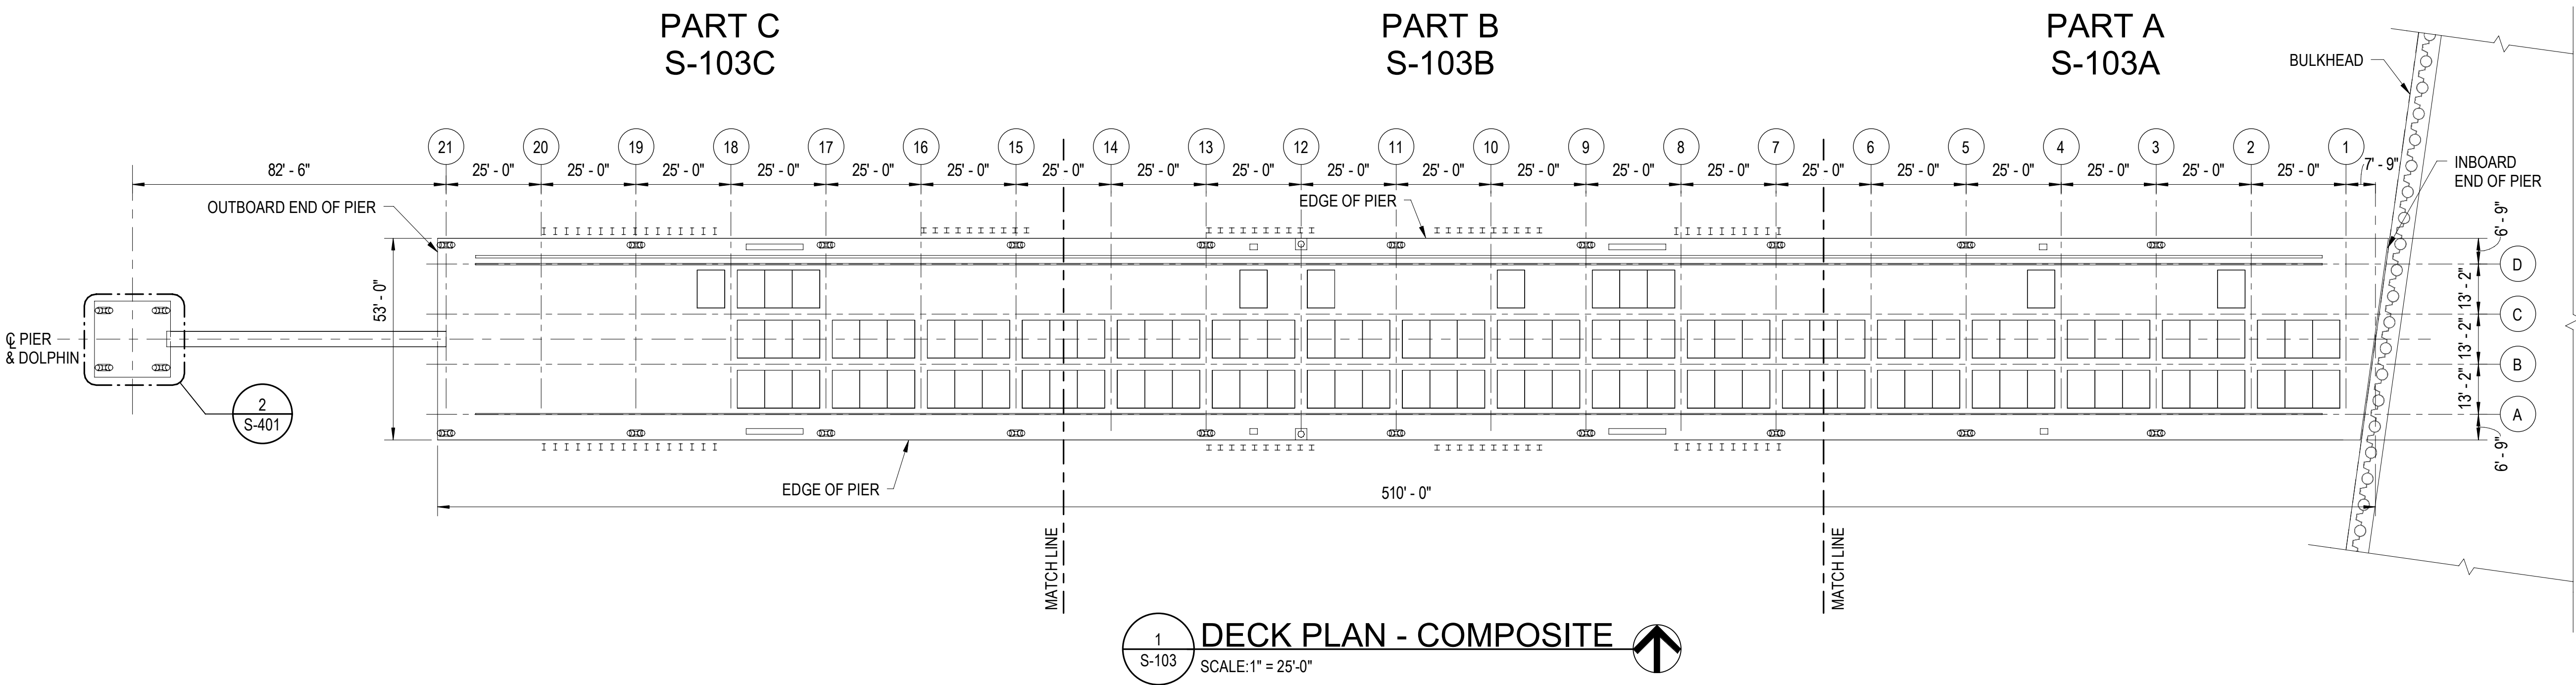 PART C
S-103C
PART B
S-103B
PART A
S-103A
BULKHEAD
21 20 19 18 17 16 15 14 13 12 11 10 9 8 7 6 5 4 3 2 1
82' - 6" 25' - 0" 25' - 0" 25' - 0" 25' - 0" 25' - 0" 25' - 0" 25' - 0" 25' - 0" 25' - 0" 25' - 0" 25' - 0" 25' - 0" 25' - 0" 25' - 0" 25' - 0" 25' - 0" 25' - 0" 25' - 0" 25' - 0" 25' - 0" 7' - 9"
INBOARD
END OF PIER
OUTBOARD END OF PIER
EDGE OF PIER
6' - 9"
D
13' - 2"
C
13' - 2"
B
13' - 2"
A
6' - 9"
53' - 0"
℄ PIER
& DOLPHIN
2
S-401
EDGE OF PIER
510' - 0"
MATCH LINE
MATCH LINE
1
S-103
DECK PLAN - COMPOSITE
SCALE:1" = 25'-0"